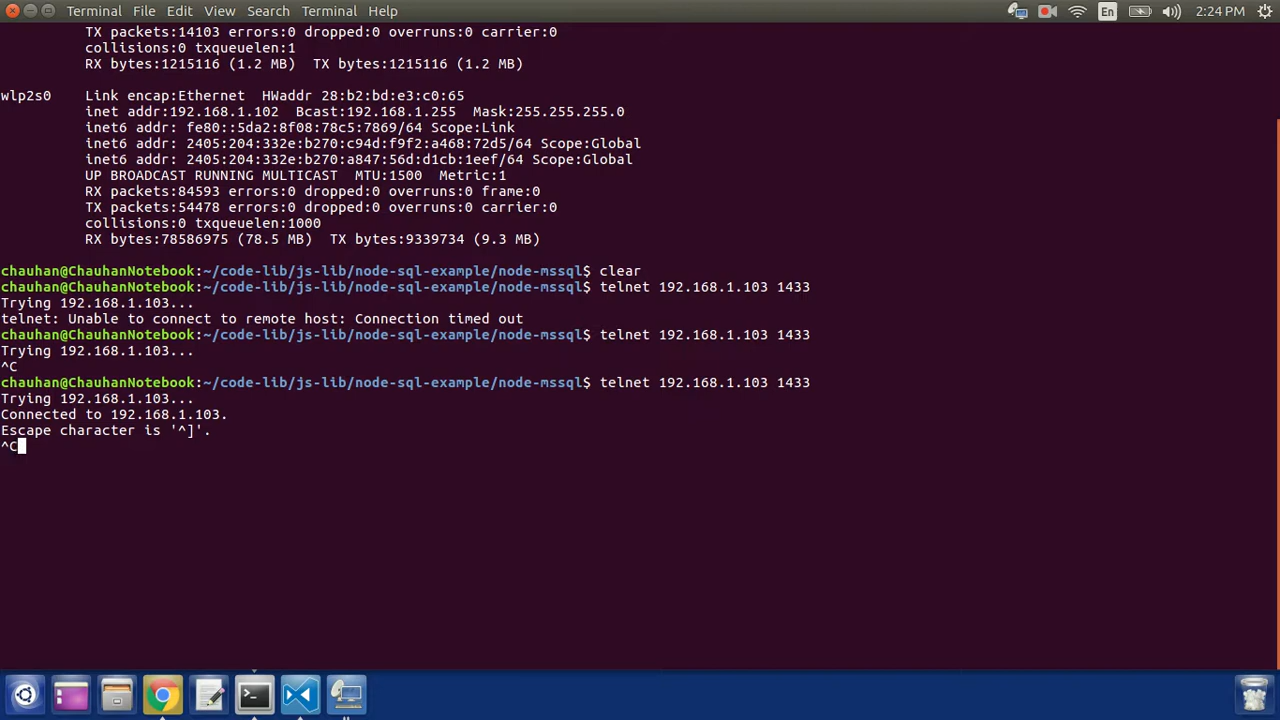 Terminal File Edit View Search Terminal Help En 2:24 PM
TX packets:14103 errors:0 dropped:0 overruns:0 carrier:0
collisions:0 txqueuelen:1
RX bytes:1215116 (1.2 MB)  TX bytes:1215116 (1.2 MB)
wlp2s0    Link encap:Ethernet  HWaddr 28:b2:bd:e3:c0:65
inet addr:192.168.1.102  Bcast:192.168.1.255  Mask:255.255.255.0
inet6 addr: fe80::5da2:8f08:78c5:7869/64 Scope:Link
inet6 addr: 2405:204:332e:b270:c94d:f9f2:a468:72d5/64 Scope:Global
inet6 addr: 2405:204:332e:b270:a847:56d:d1cb:1eef/64 Scope:Global
UP BROADCAST RUNNING MULTICAST  MTU:1500  Metric:1
RX packets:84593 errors:0 dropped:0 overruns:0 frame:0
TX packets:54478 errors:0 dropped:0 overruns:0 carrier:0
collisions:0 txqueuelen:1000
RX bytes:78586975 (78.5 MB)  TX bytes:9339734 (9.3 MB)
chauhan@ChauhanNotebook:~/code-lib/js-lib/node-sql-example/node-mssql$ clear
chauhan@ChauhanNotebook:~/code-lib/js-lib/node-sql-example/node-mssql$ telnet 192.168.1.103 1433
Trying 192.168.1.103...
telnet: Unable to connect to remote host: Connection timed out
chauhan@ChauhanNotebook:~/code-lib/js-lib/node-sql-example/node-mssql$ telnet 192.168.1.103 1433
Trying 192.168.1.103...
^C
chauhan@ChauhanNotebook:~/code-lib/js-lib/node-sql-example/node-mssql$ telnet 192.168.1.103 1433
Trying 192.168.1.103...
Connected to 192.168.1.103.
Escape character is '^]'.
^C